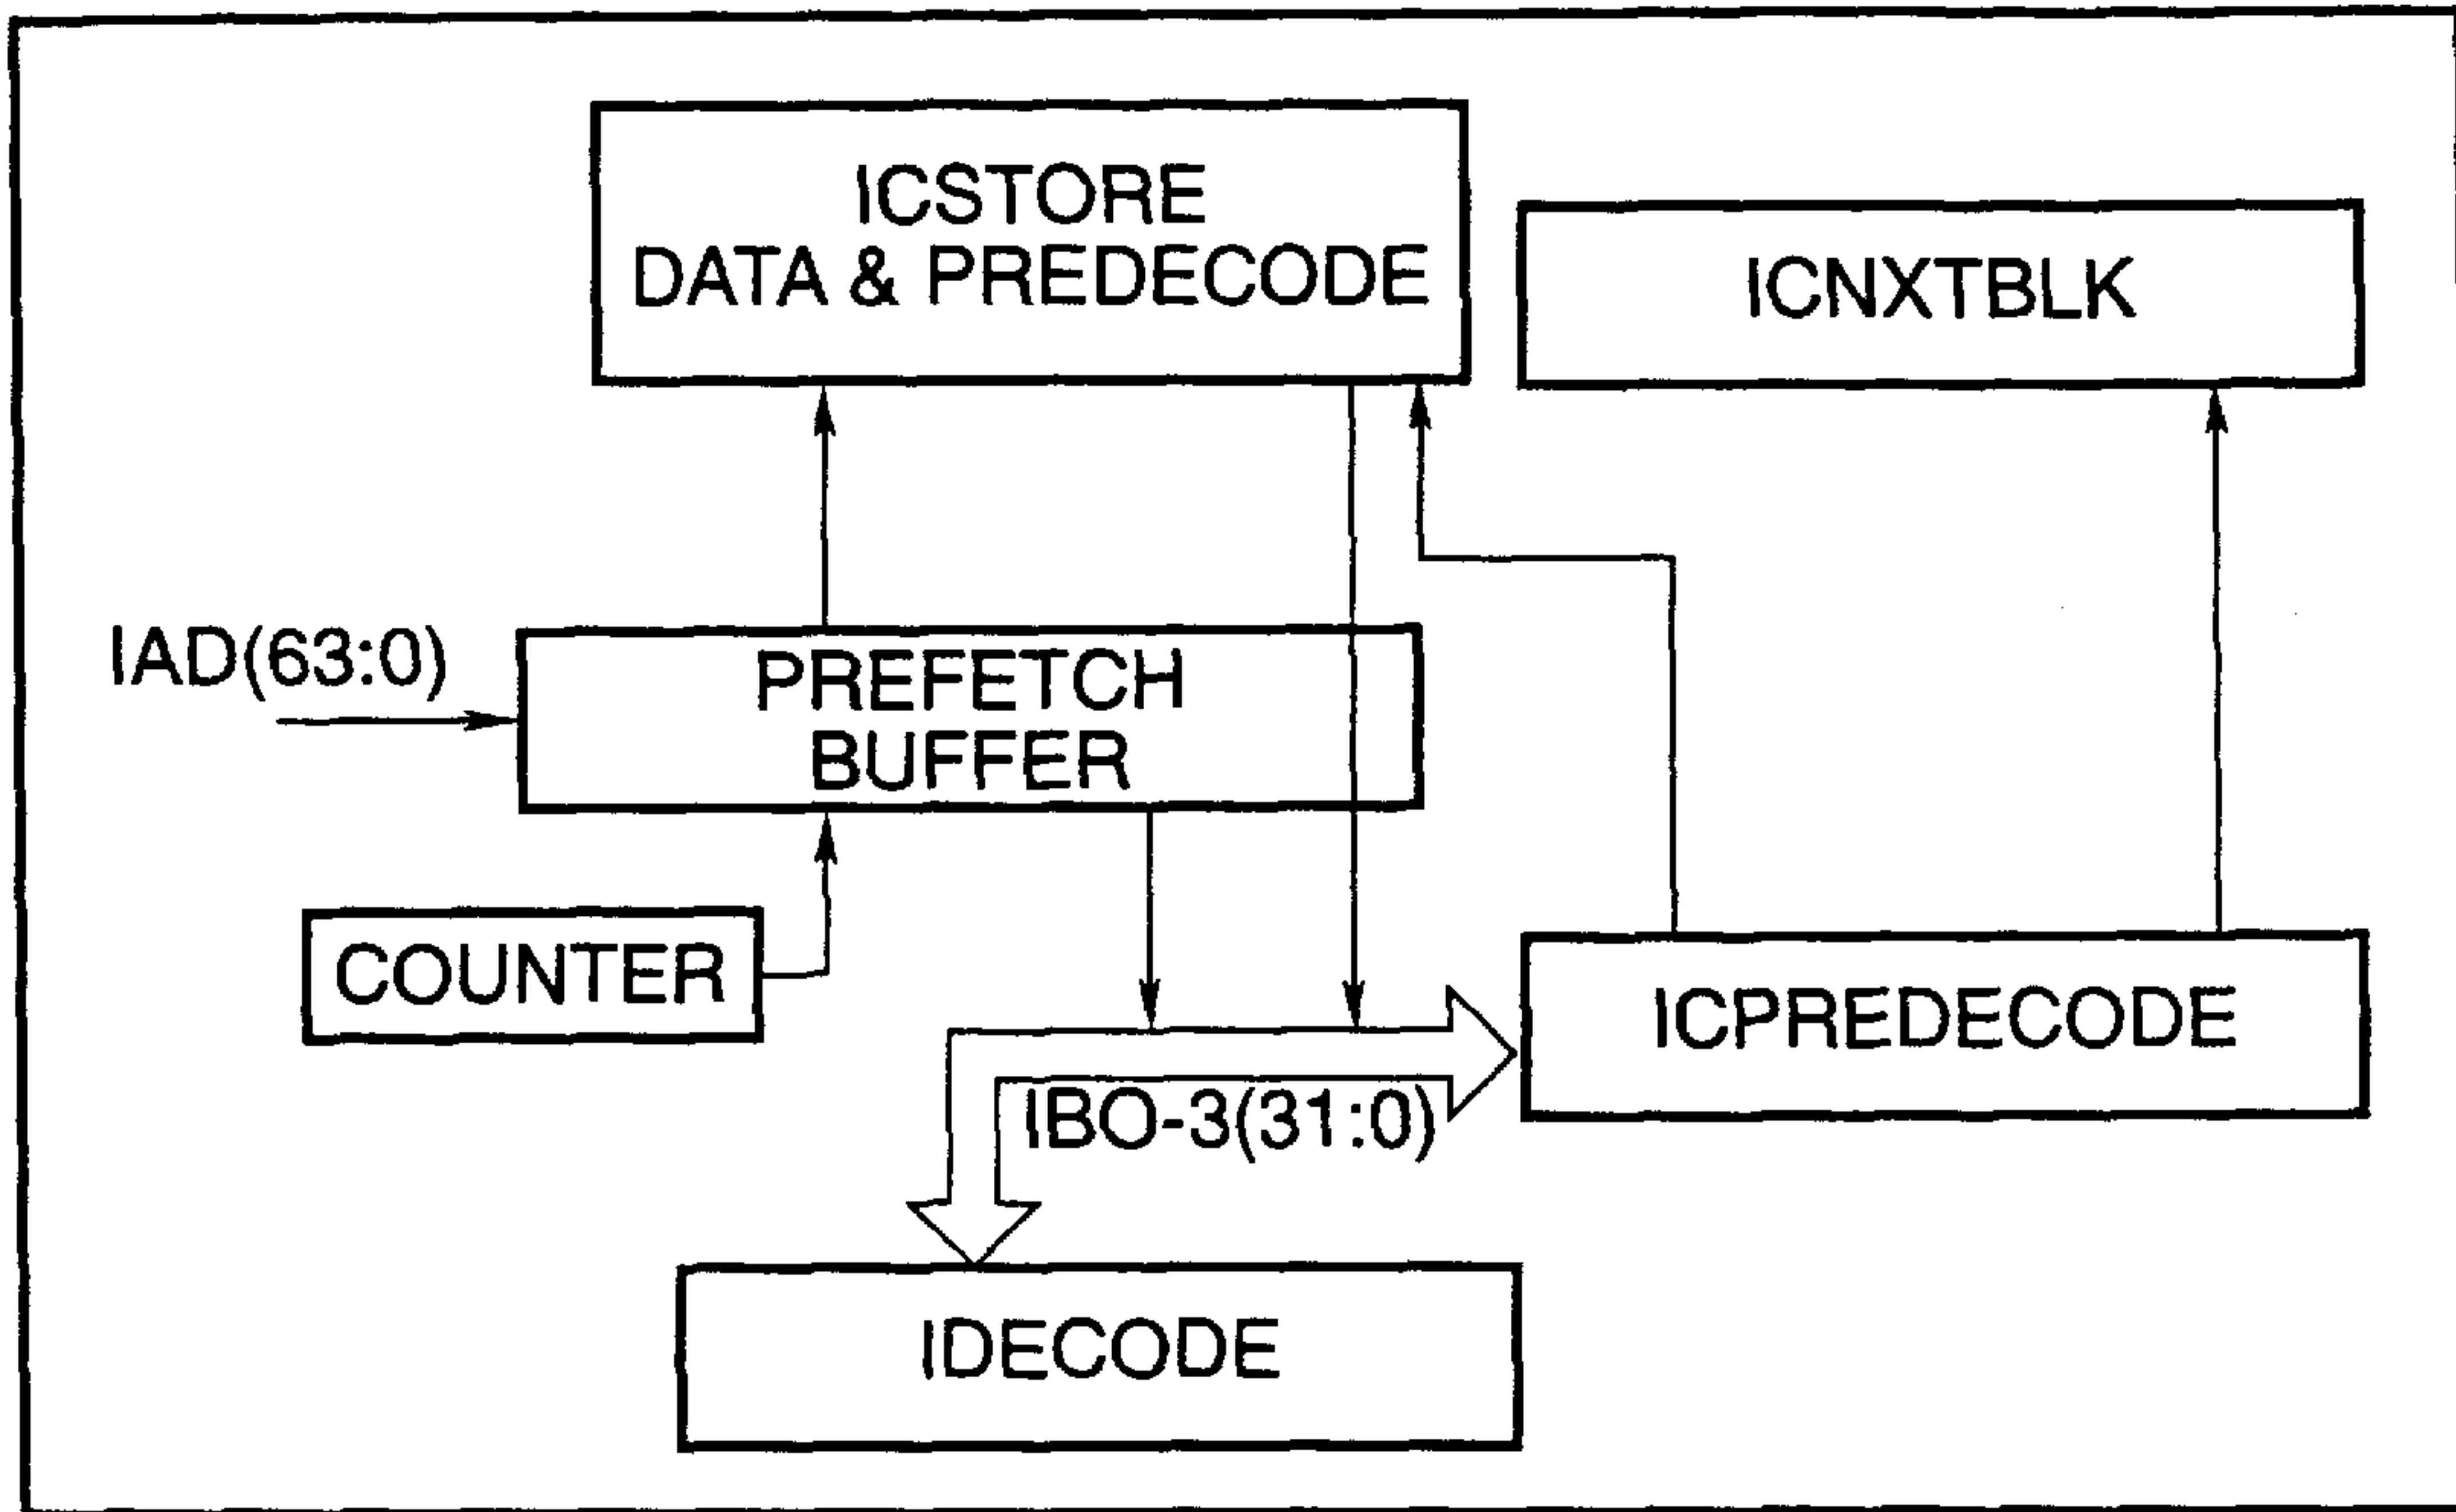 ICSTORE
DATA & PREDECODE
ICNXTBLK
IAD(63:0)
PREFETCH
BUFFER
COUNTER
ICPREDECODE
IBO-3(31:0)
IDECODE